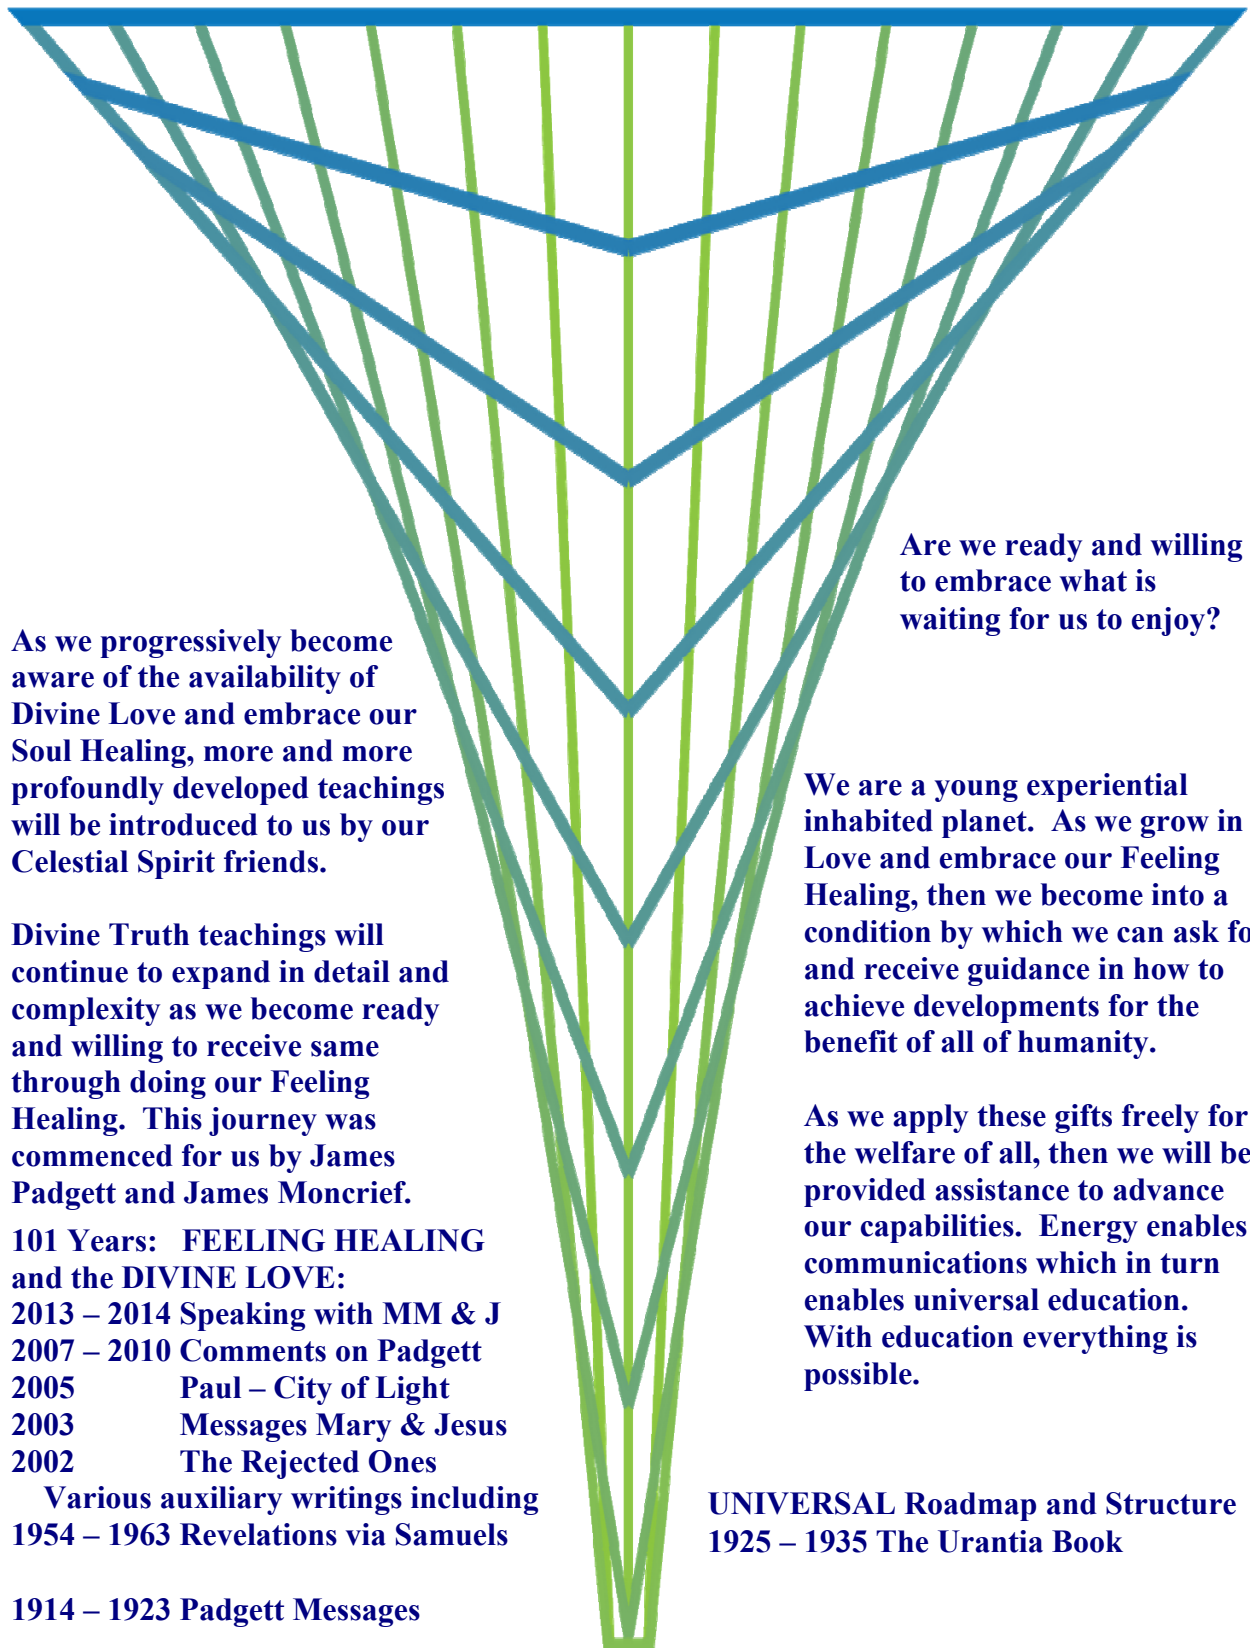 Are we ready and willing
to embrace what is
waiting for us to enjoy?
As we progressively become
aware of the availability of
Divine Love and embrace our
Soul Healing, more and more
profoundly developed teachings
will be introduced to us by our
Celestial Spirit friends.
Divine Truth teachings will
continue to expand in detail and
complexity as we become ready
and willing to receive same
through doing our Feeling
Healing. This journey was
commenced for us by James
Padgett and James Moncrief.
101 Years: FEELING HEALING
and the DIVINE LOVE:
2013 – 2014 Speaking with MM & J
2007 – 2010 Comments on Padgett
2005 Paul – City of Light
2003 Messages Mary & Jesus
2002 The Rejected Ones
Various auxiliary writings including
1954 – 1963 Revelations via Samuels
1914 – 1923 Padgett Messages
We are a young experiential
inhabited planet. As we grow in
Love and embrace our Feeling
Healing, then we become into a
condition by which we can ask fo
and receive guidance in how to
achieve developments for the
benefit of all of humanity.
As we apply these gifts freely for
the welfare of all, then we will be
provided assistance to advance
our capabilities. Energy enables
communications which in turn
enables universal education.
With education everything is
possible.
UNIVERSAL Roadmap and Structure
1925 – 1935 The Urantia Book